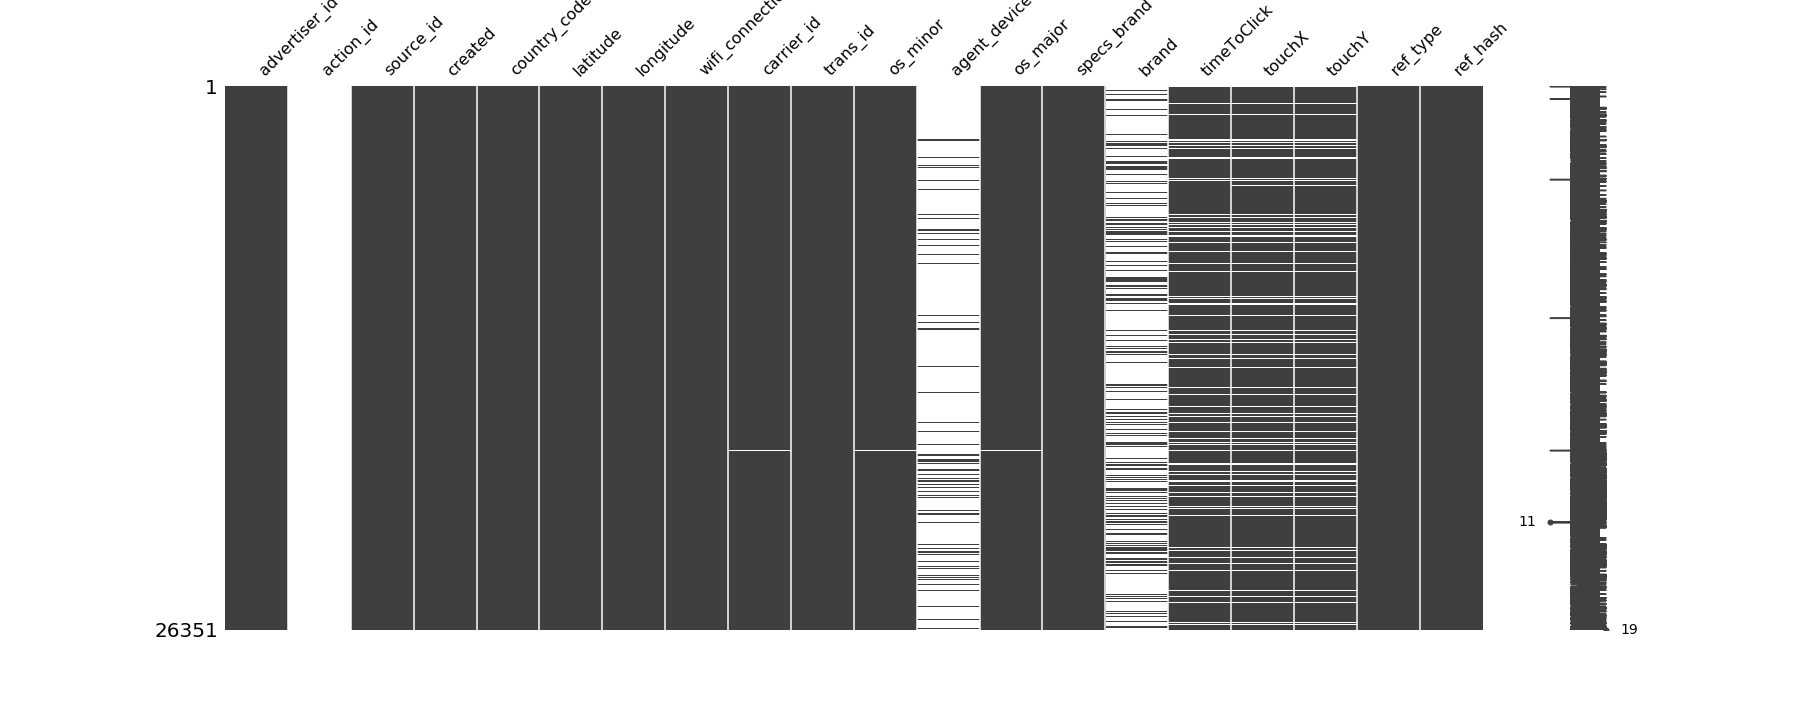 advertiser_id
action_id
source_id
created
country_code
latitude
longitude
wifi_connectio
carrier_id
trans_id
os_minor
agent_device
os_major
specs_brand
brand
timeToClick
touchX
touchY
ref_type
ref_hash
1
11
26351
19